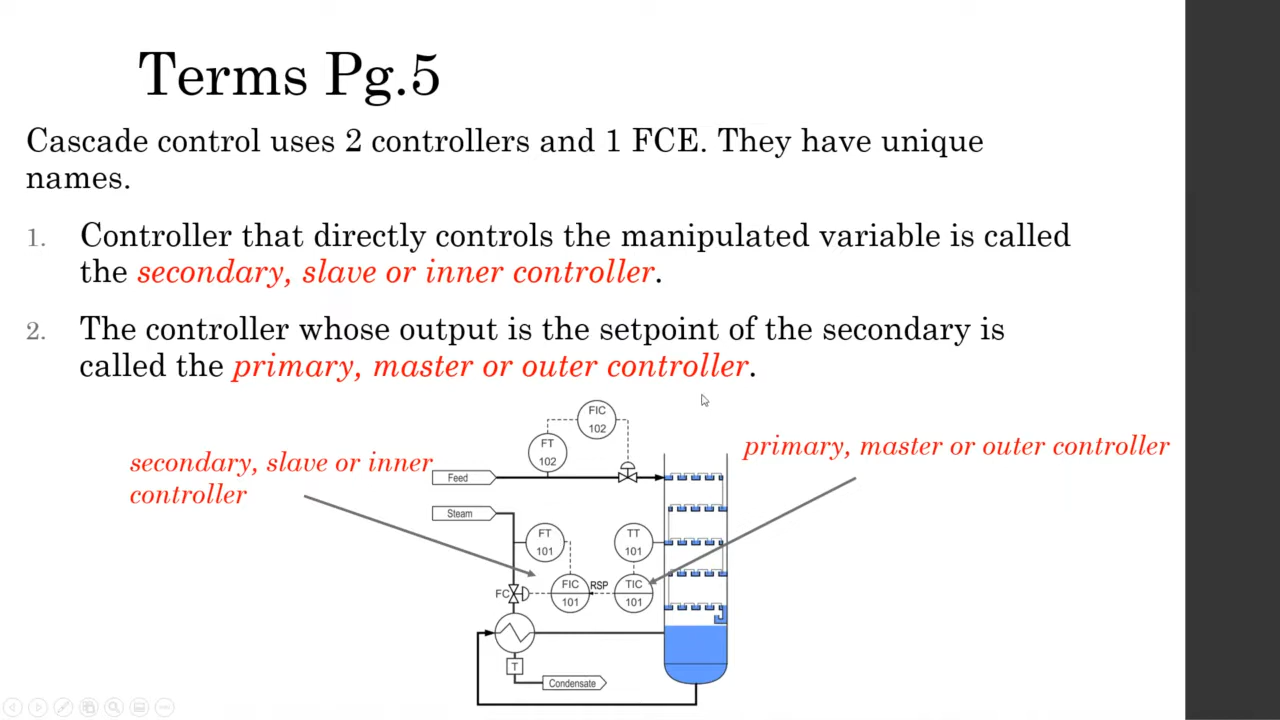 Terms Pg.5
Cascade control uses 2 controllers and 1 FCE. They have unique
names.
1. Controller that directly controls the manipulated variable is called
the secondary, slave or inner controller.
2. The controller whose output is the setpoint of the secondary is
called the primary, master or outer controller.
secondary, slave or inner
controller
primary, master or outer controller
FIC
102
FT
102
Feed
Steam
FT
101
TT
101
FC
FIC
101
RSP
TIC
101
T
Condensate